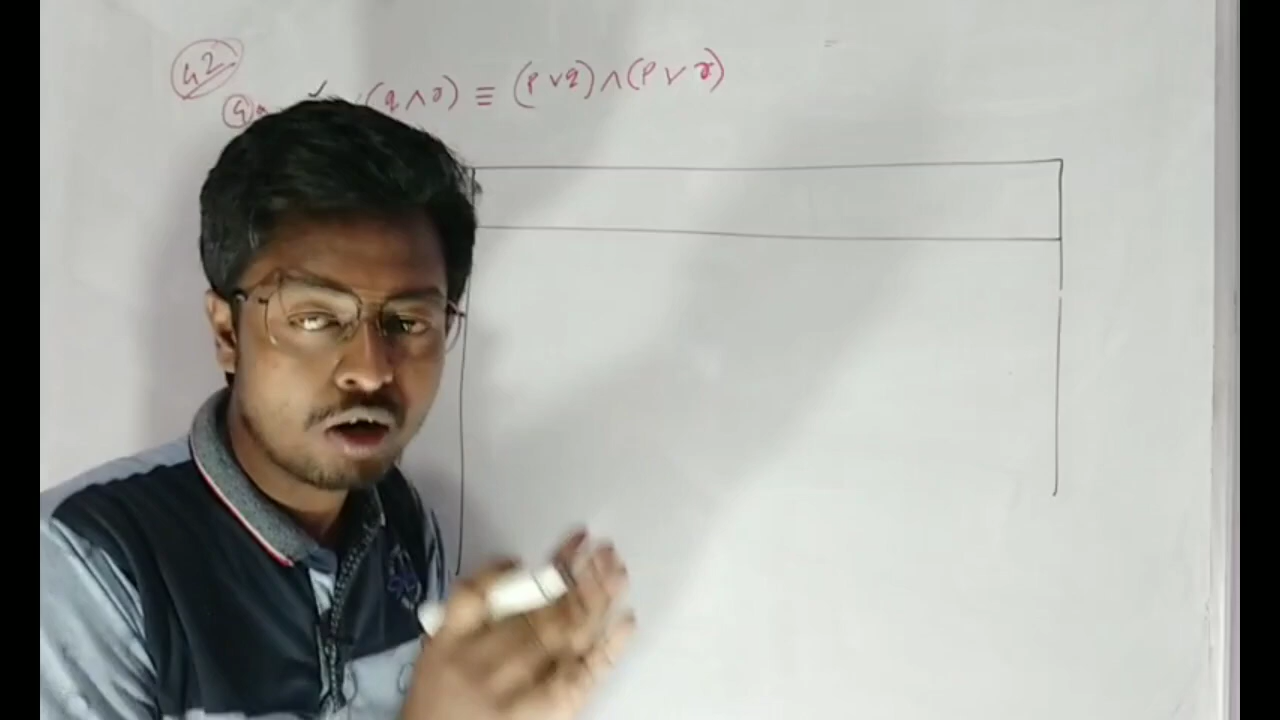 42.
(q ∧ r) ≡ (p ∨ q) ∧ (p ∨ r)